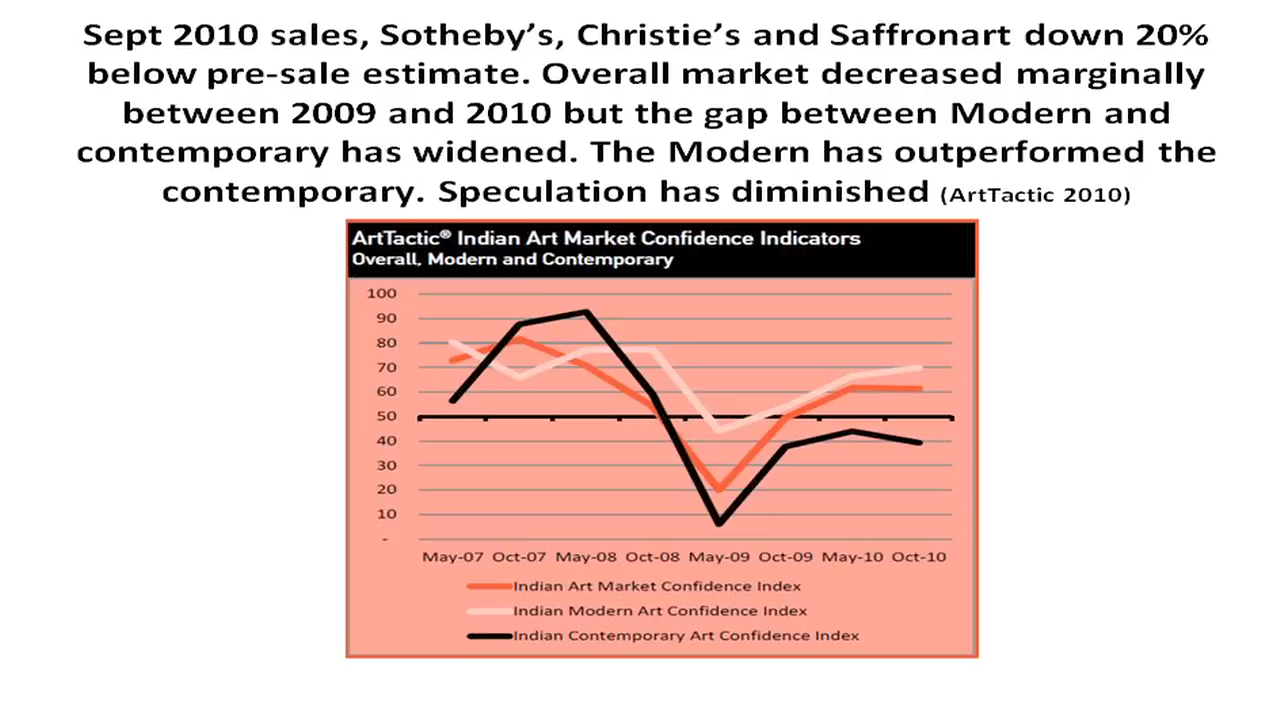 Sept 2010 sales, Sotheby’s, Christie’s and Saffronart down 20%
below pre-sale estimate. Overall market decreased marginally
between 2009 and 2010 but the gap between Modern and
contemporary has widened. The Modern has outperformed the
contemporary. Speculation has diminished (ArtTactic 2010)
ArtTactic® Indian Art Market Confidence Indicators
Overall, Modern and Contemporary
100
90
80
70
60
50
40
30
20
10
-
May-07 Oct-07 May-08 Oct-08 May-09 Oct-09 May-10 Oct-10
Indian Art Market Confidence Index
Indian Modern Art Confidence Index
Indian Contemporary Art Confidence Index